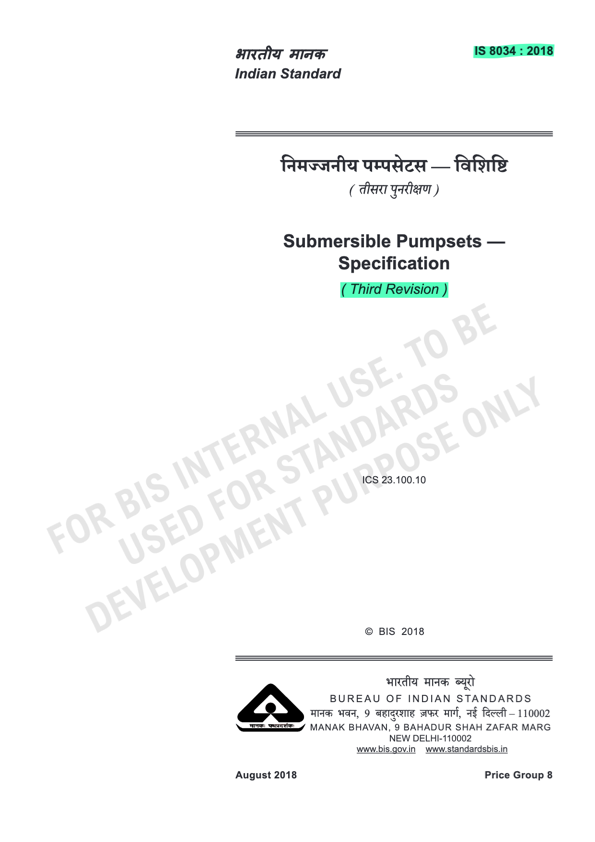 भारतीय मानक
Indian Standard
IS 8034 : 2018
निमज्जनीय पम्पसेटस — विशिष्टि
( तीसरा पुनरीक्षण )
Submersible Pumpsets —
Specification
( Third Revision )
FOR BIS INTERNAL USE. TO BE
USED FOR STANDARDS
DEVELOPMENT PURPOSE ONLY
ICS 23.100.10
© BIS 2018
भारतीय मानक ब्यूरो
BUREAU OF INDIAN STANDARDS
मानक भवन, 9 बहादुरशाह ज़फर मार्ग, नई दिल्ली – 110002
MANAK BHAVAN, 9 BAHADUR SHAH ZAFAR MARG
NEW DELHI-110002
www.bis.gov.in www.standardsbis.in
मानकः पथप्रदर्शकः
August 2018
Price Group 8